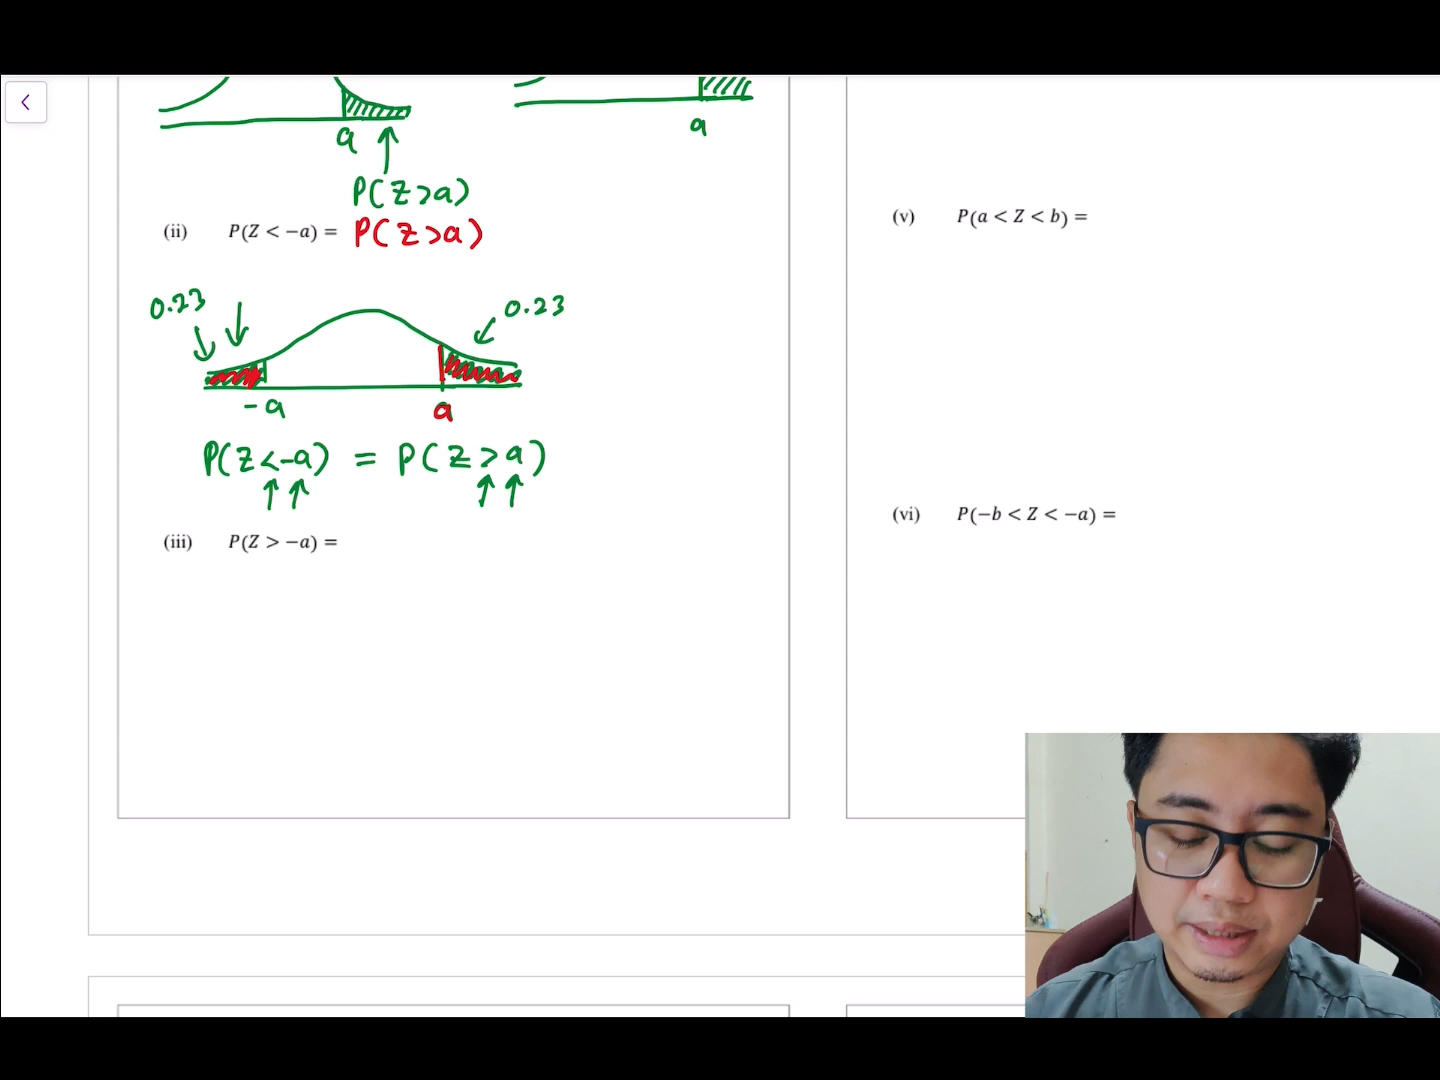 a
a
P(Z>a)
(ii) P(Z < −a) = P(Z>a)
0.23
0.23
-a
a
P(Z<-a) = P(Z>a)
(iii) P(Z > −a) =
(v) P(a < Z < b) =
(vi) P(−b < Z < −a) =